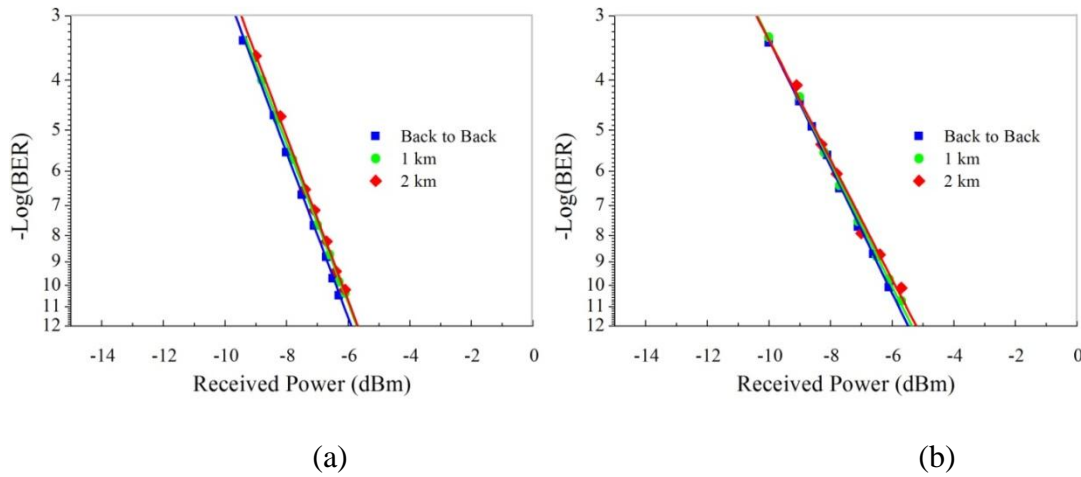 3
4
5
6
7
8
9
10
11
12
-Log(BER)
Back to Back
1 km
2 km
-14 -12 -10 -8 -6 -4 -2 0
Received Power (dBm)
(a)
3
4
5
6
7
8
9
10
11
12
-Log(BER)
Back to Back
1 km
2 km
-14 -12 -10 -8 -6 -4 -2 0
Received Power (dBm)
(b)